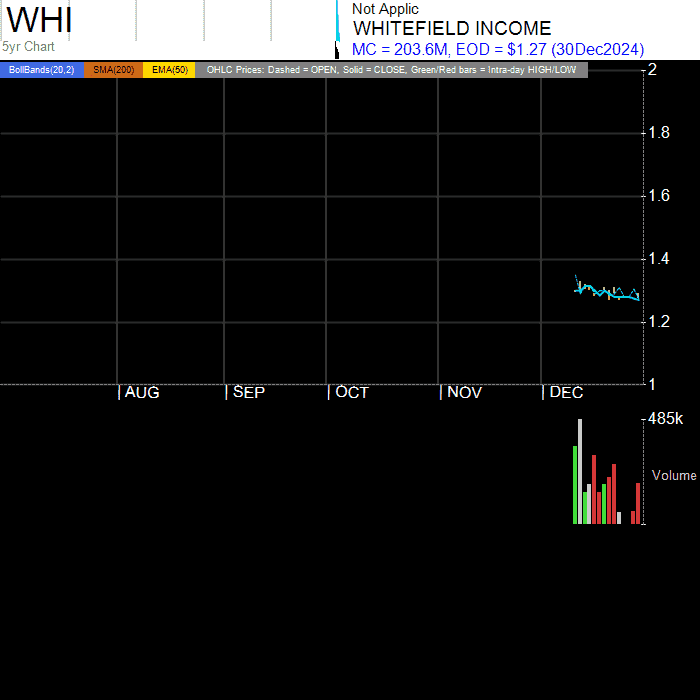 WHI
5yr Chart
Not Applic
WHITEFIELD INCOME
MC = 203.6M, EOD = $1.27 (30Dec2024)
BollBands(20,2) SMA(200) EMA(50) OHLC Prices: Dashed = OPEN, Solid = CLOSE, Green/Red bars = Intra-day HIGH/LOW
2
1.8
1.6
1.4
1.2
1
AUG SEP OCT NOV DEC
485k
Volume